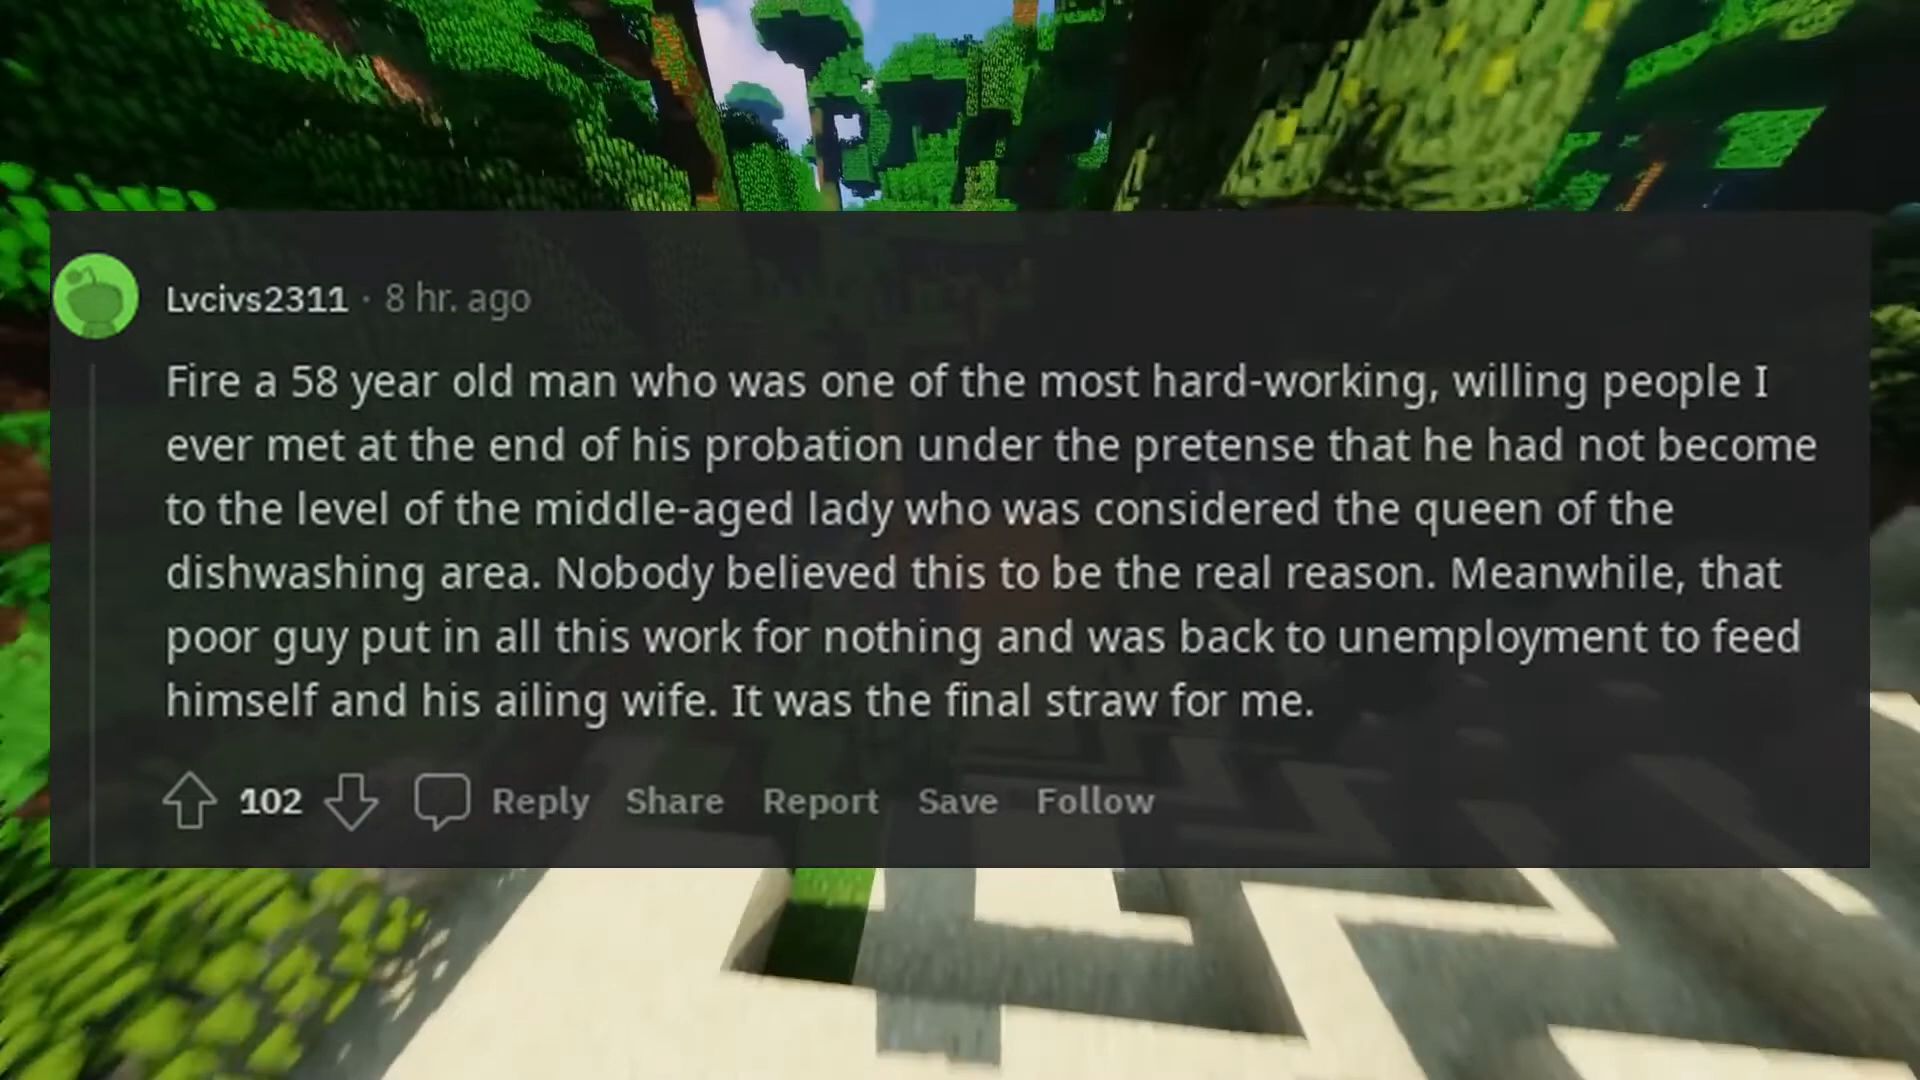 Lvcivs2311 · 8 hr. ago
Fire a 58 year old man who was one of the most hard-working, willing people I
ever met at the end of his probation under the pretense that he had not become
to the level of the middle-aged lady who was considered the queen of the
dishwashing area. Nobody believed this to be the real reason. Meanwhile, that
poor guy put in all this work for nothing and was back to unemployment to feed
himself and his ailing wife. It was the final straw for me.
102 Reply Share Report Save Follow